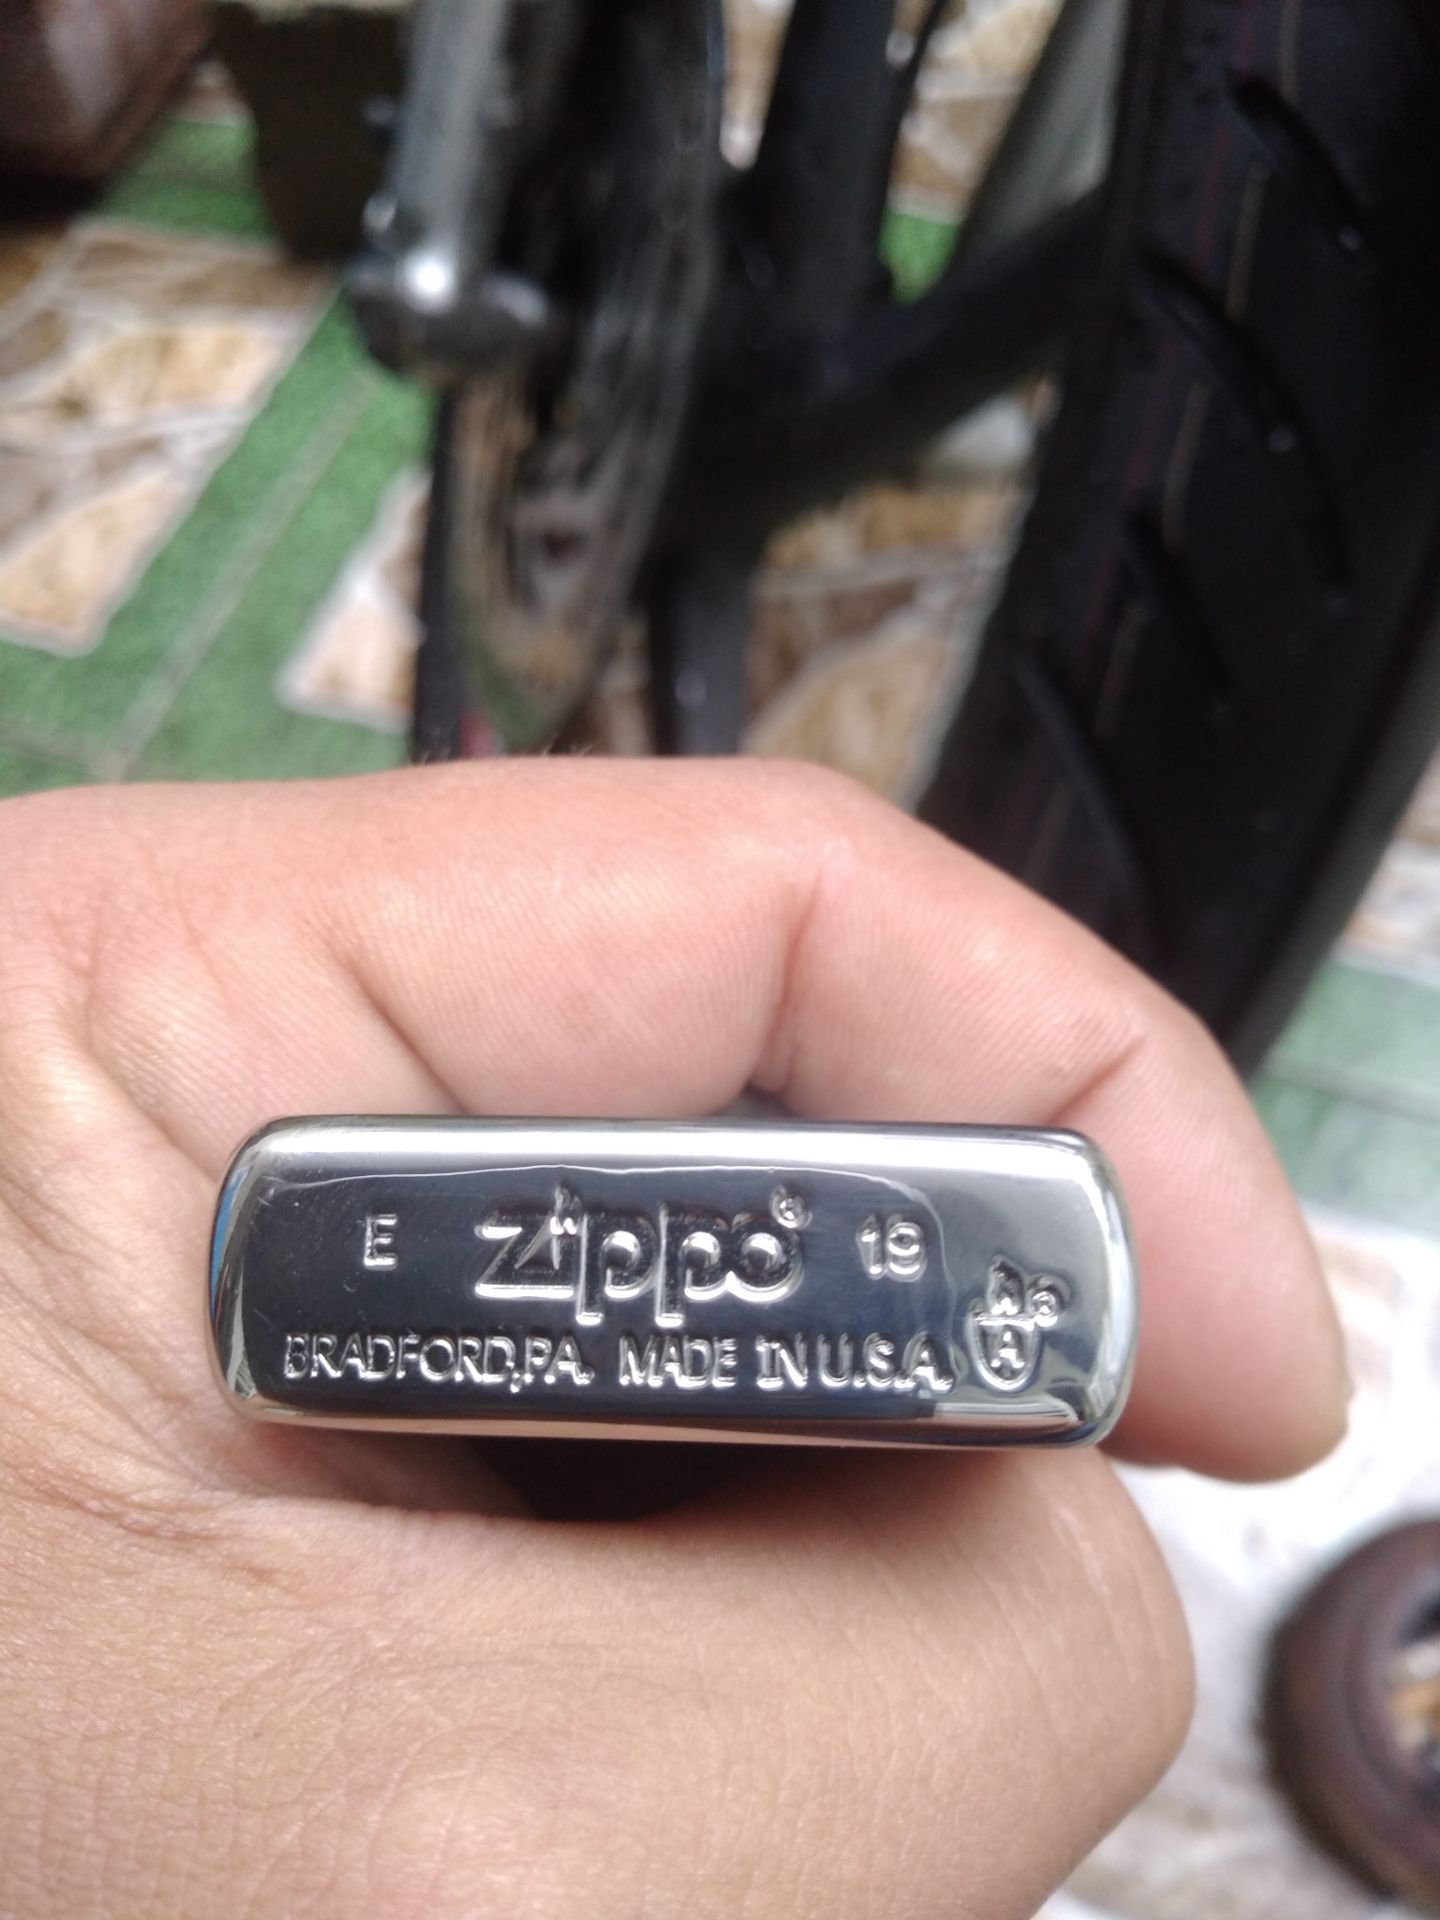 E zippo® 19
BRADFORD,PA. MADE IN U.S.A.
A